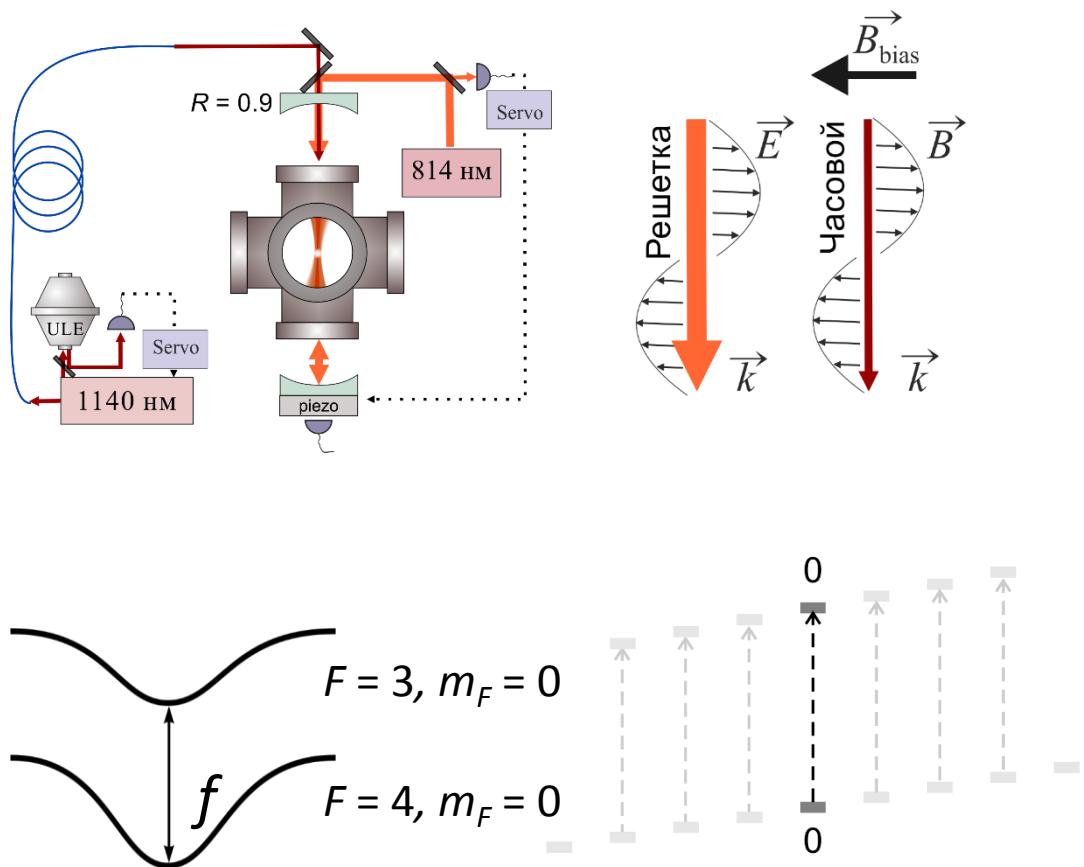 R = 0.9
Servo
814 нм
ULE
Servo
1140 нм
piezo
B bias
Решетка
E
Часовой
B
k
k
F = 3, m_F = 0
f
F = 4, m_F = 0
0
0